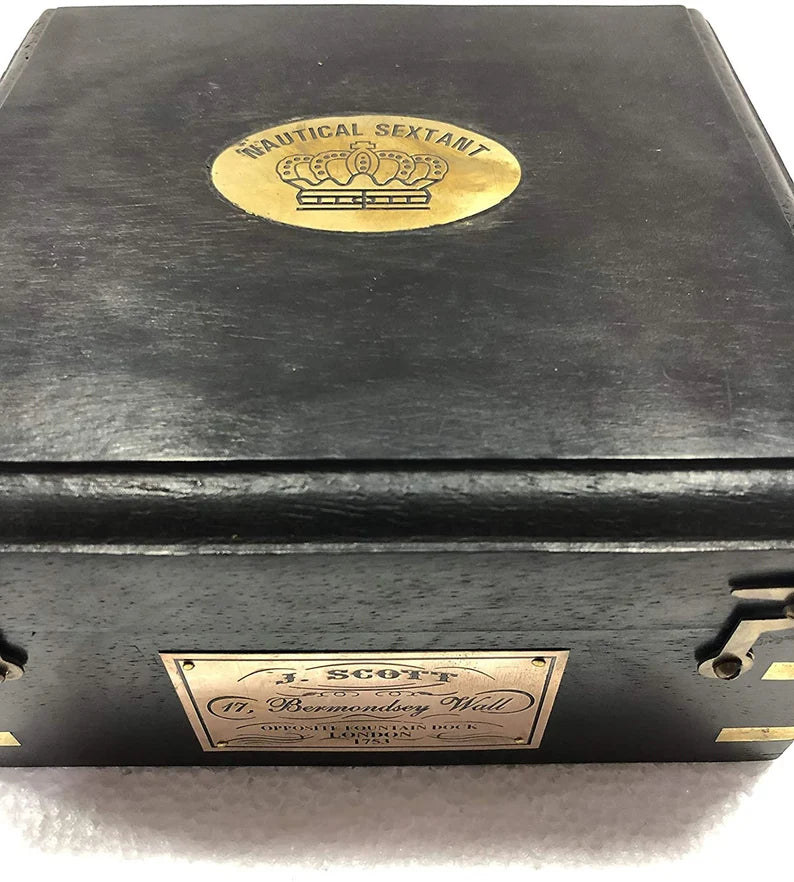 NAUTICAL SEXTANT
J. SCOTT
17, Bermondsey Wall
OPPOSITE FOUNTAIN DOCK
LONDON
1753